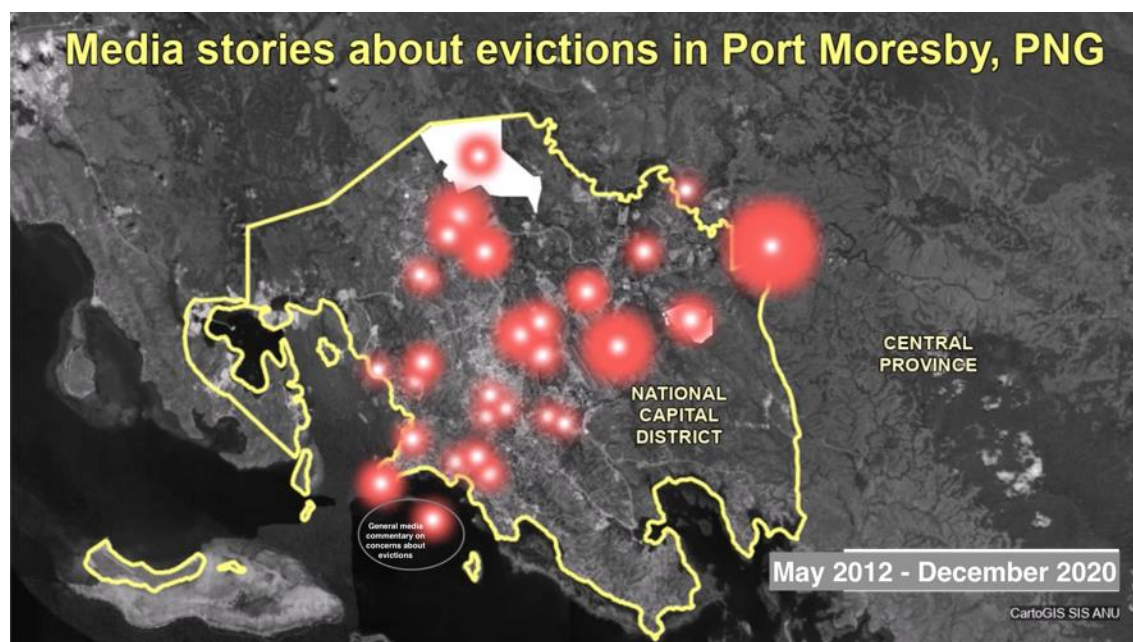 Media stories about evictions in Port Moresby, PNG
CENTRAL
PROVINCE
NATIONAL
CAPITAL
DISTRICT
General media
commentary on
concerns about
evictions
May 2012 - December 2020
CartoGIS SIS ANU